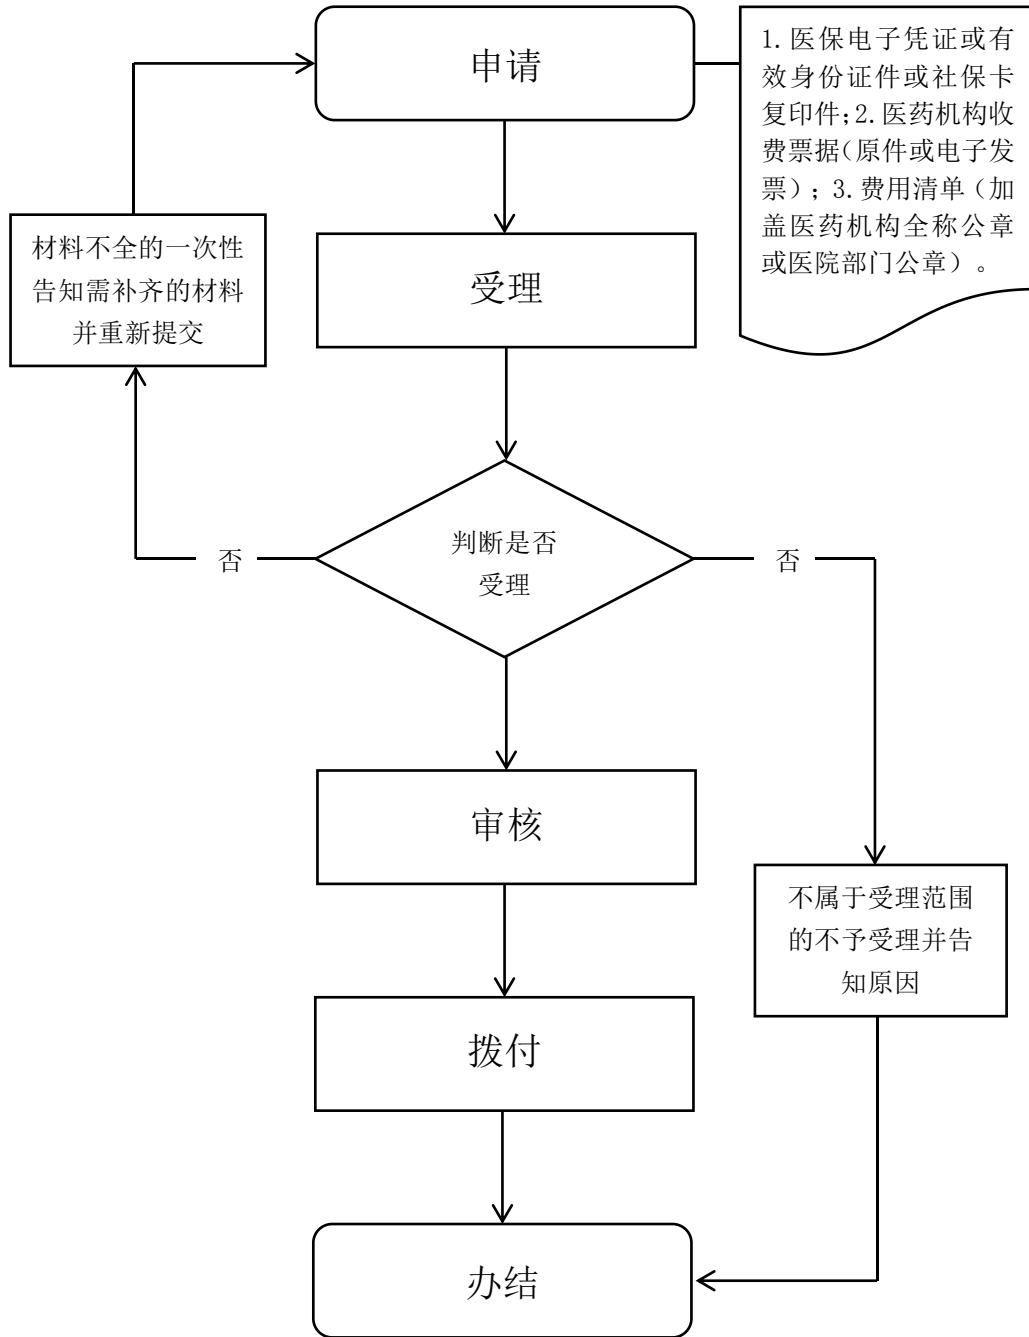 申请
1.医保电子凭证或有
效身份证件或社保卡
复印件;2.医药机构收
费票据(原件或电子发
票);3.费用清单(加
盖医药机构全称公章
或医院部门公章)。
材料不全的一次性
告知需补齐的材料
并重新提交
受理
判断是否
受理
否
否
审核
不属于受理范围
的不予受理并告
知原因
拨付
办结